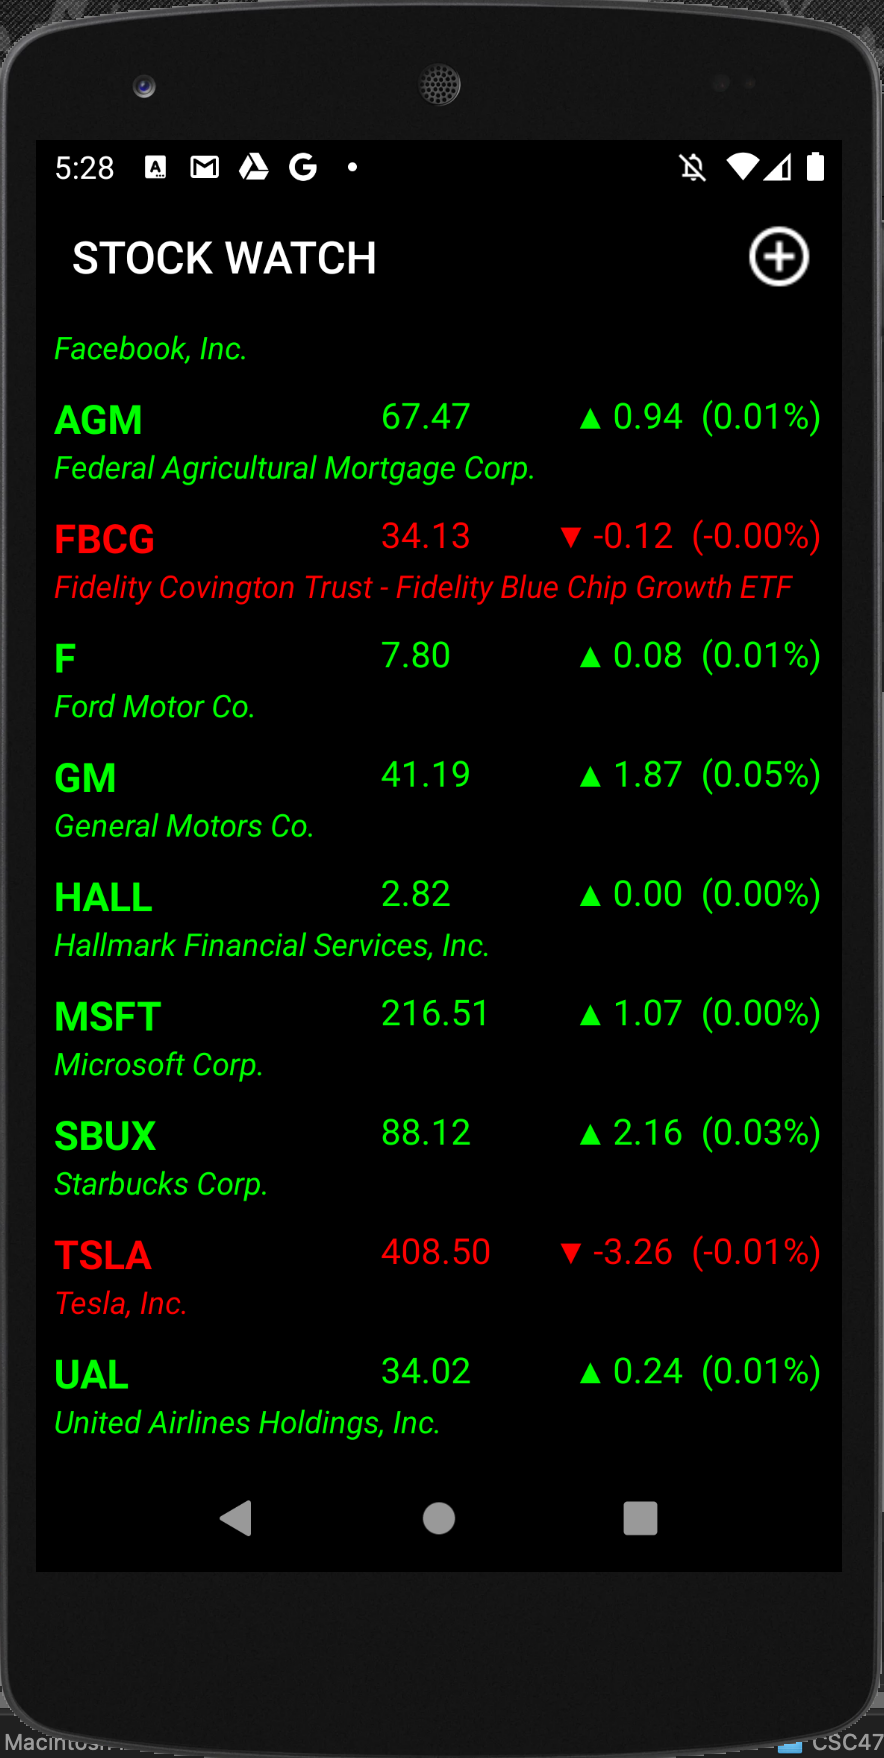 5:28
STOCK WATCH
Facebook, Inc.
AGM 67.47 ▲ 0.94 (0.01%)
Federal Agricultural Mortgage Corp.
FBCG 34.13 ▼ -0.12 (-0.00%)
Fidelity Covington Trust - Fidelity Blue Chip Growth ETF
F 7.80 ▲ 0.08 (0.01%)
Ford Motor Co.
GM 41.19 ▲ 1.87 (0.05%)
General Motors Co.
HALL 2.82 ▲ 0.00 (0.00%)
Hallmark Financial Services, Inc.
MSFT 216.51 ▲ 1.07 (0.00%)
Microsoft Corp.
SBUX 88.12 ▲ 2.16 (0.03%)
Starbucks Corp.
TSLA 408.50 ▼ -3.26 (-0.01%)
Tesla, Inc.
UAL 34.02 ▲ 0.24 (0.01%)
United Airlines Holdings, Inc.
CSC47